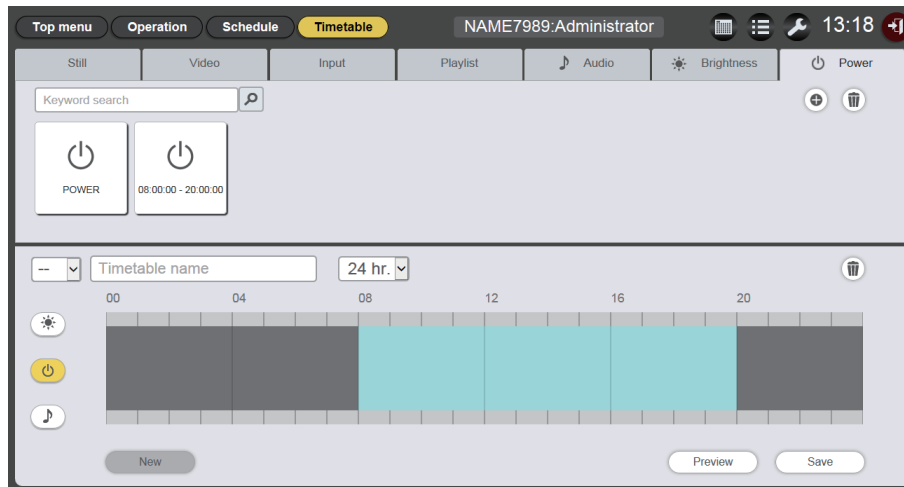 Top menu Operation Schedule Timetable NAME7989:Administrator 13:18
Still Video Input Playlist Audio Brightness Power
Keyword search
POWER 08:00:00 - 20:00:00
-- Timetable name 24 hr.
00 04 08 12 16 20
New Preview Save